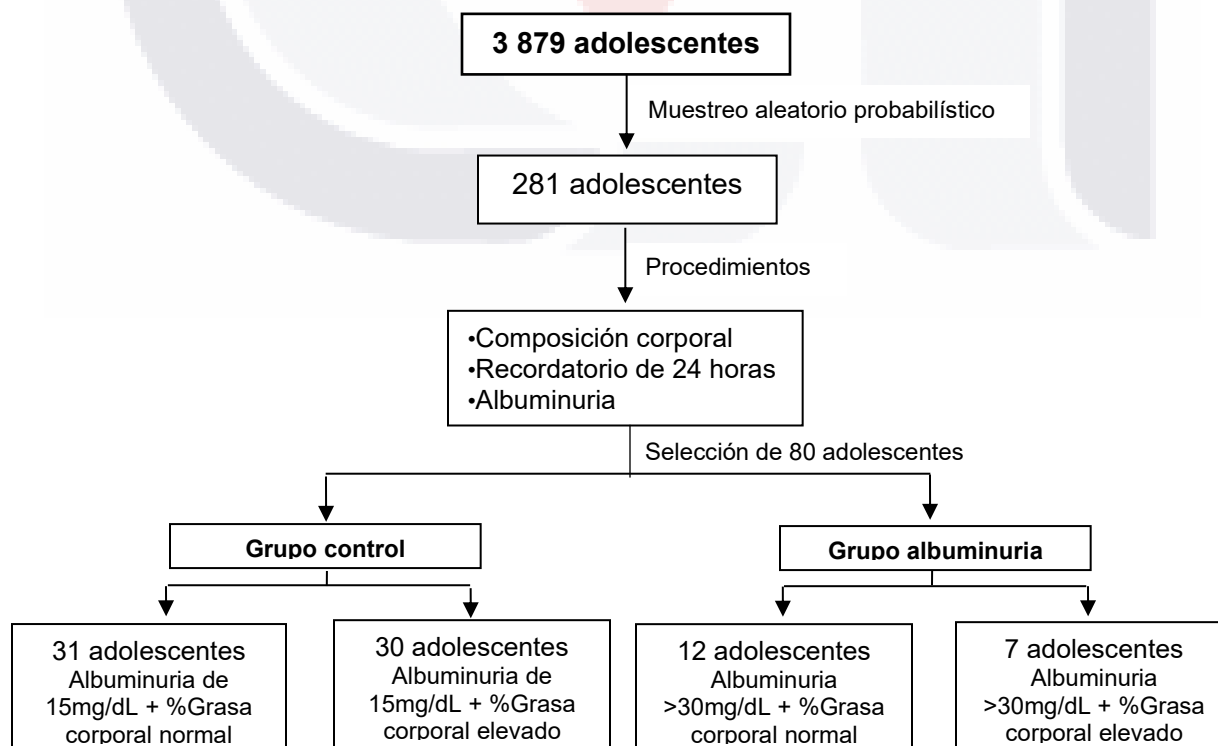 3 879 adolescentes
Muestreo aleatorio probabilístico
281 adolescentes
Procedimientos
•Composición corporal
•Recordatorio de 24 horas
•Albuminuria
Selección de 80 adolescentes
Grupo control
Grupo albuminuria
31 adolescentes
Albuminuria de
15mg/dL + %Grasa
corporal normal
30 adolescentes
Albuminuria de
15mg/dL + %Grasa
corporal elevado
12 adolescentes
Albuminuria
>30mg/dL + %Grasa
corporal normal
7 adolescentes
Albuminuria
>30mg/dL + %Grasa
corporal elevado